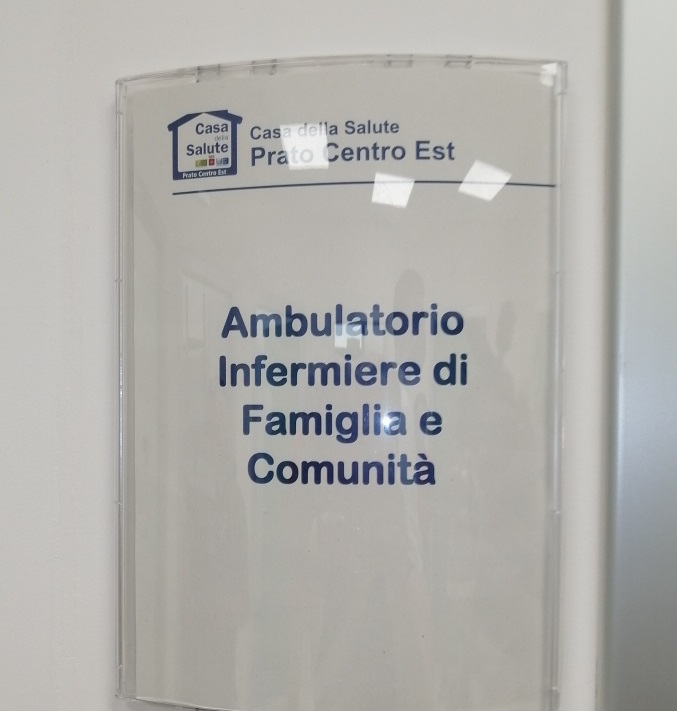 Casa
della
Salute
Prato Centro Est
Casa della Salute
Prato Centro Est
Ambulatorio
Infermiere di
Famiglia e
Comunità